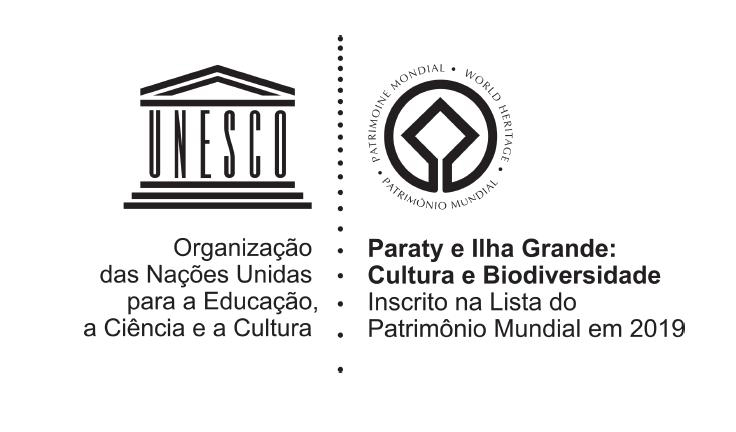 UNESCO
Organização
das Nações Unidas
para a Educação,
a Ciência e a Cultura
PATRIMOINE MONDIAL • WORLD HERITAGE • PATRIMÔNIO MUNDIAL •
Paraty e Ilha Grande:
Cultura e Biodiversidade
Inscrito na Lista do
Patrimônio Mundial em 2019